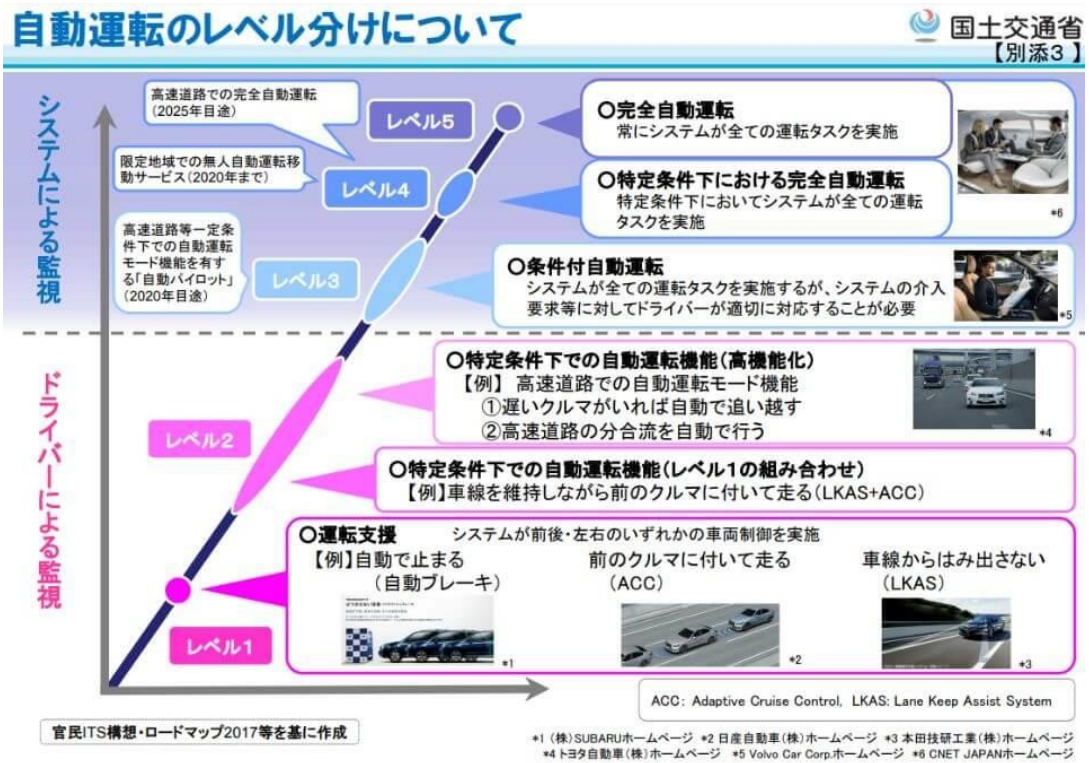 自動運転のレベル分けについて
国土交通省
【別添3 】
システムによる監視
ドライバーによる監視
高速道路での完全自動運転
(2025年目途)
限定地域での無人自動運転移
動サービス(2020年まで)
高速道路等一定条
件下での自動運転
モード機能を有す
る「自動パイロット」
(2020年目途)
レベル5
レベル4
レベル3
レベル2
レベル1
○完全自動運転
常にシステムが全ての運転タスクを実施
○特定条件下における完全自動運転
特定条件下においてシステムが全ての運転
タスクを実施
*6
○条件付自動運転
システムが全ての運転タスクを実施するが、システムの介入
要求等に対してドライバーが適切に対応することが必要
*5
○特定条件下での自動運転機能(高機能化)
【例】 高速道路での自動運転モード機能
①遅いクルマがいれば自動で追い越す
②高速道路の分合流を自動で行う
*4
○特定条件下での自動運転機能(レベル1の組み合わせ)
【例】車線を維持しながら前のクルマに付いて走る(LKAS+ACC)
○運転支援 システムが前後・左右のいずれかの車両制御を実施
【例】自動で止まる
(自動ブレーキ)
*1
前のクルマに付いて走る
(ACC)
*2
車線からはみ出さない
(LKAS)
*3
ACC: Adaptive Cruise Control, LKAS: Lane Keep Assist System
官民ITS構想・ロードマップ2017等を基に作成
*1 (株)SUBARUホームページ *2 日産自動車(株)ホームページ *3 本田技研工業(株)ホームページ
*4 トヨタ自動車(株)ホームページ *5 Volvo Car Corp.ホームページ *6 CNET JAPANホームページ